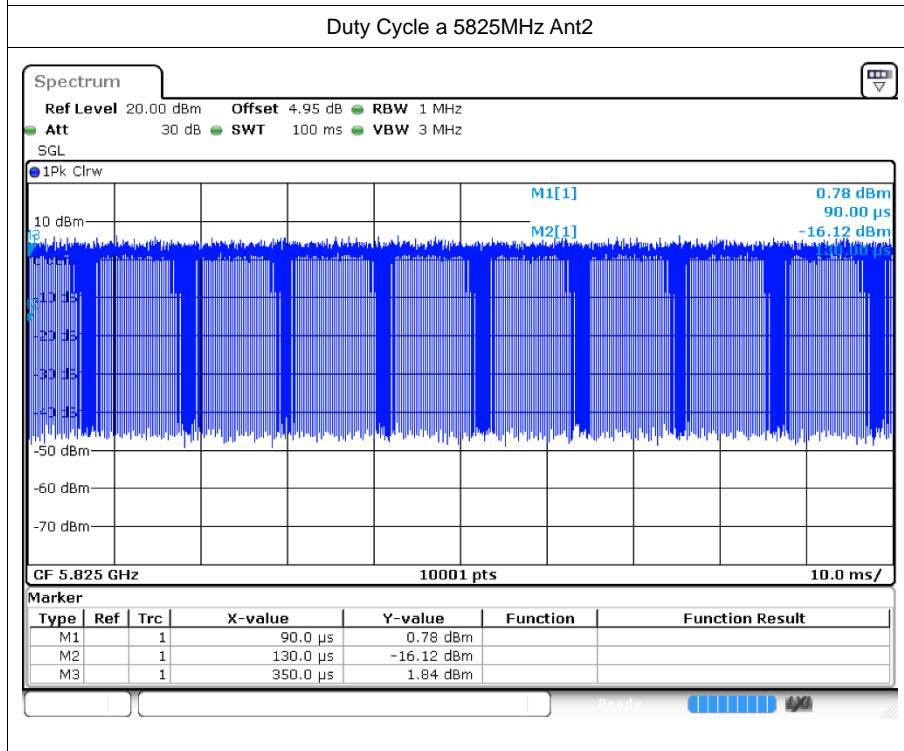 Duty Cycle a 5825MHz Ant2
Spectrum
Ref Level 20.00 dBm Offset 4.95 dB RBW 1 MHz
Att 30 dB SWT 100 ms VBW 3 MHz
SGL
1Pk Clrw
M1[1] 0.78 dBm
90.00 µs
10 dBm
M2[1] -16.12 dBm
-50 dBm
-60 dBm
-70 dBm
CF 5.825 GHz 10001 pts 10.0 ms/
Marker
Type Ref Trc X-value Y-value Function Function Result
M1 1 90.0 µs 0.78 dBm
M2 1 130.0 µs -16.12 dBm
M3 1 350.0 µs 1.84 dBm
Ready